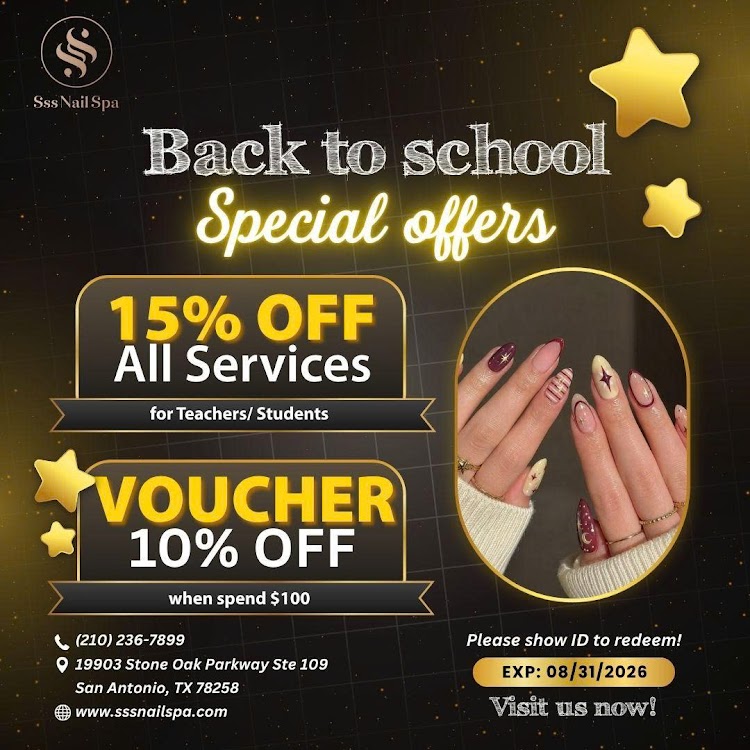 Sss Nail Spa
Back to school
Special offers
15% OFF
All Services
for Teachers/ Students
VOUCHER
10% OFF
when spend $100
(210) 236-7899
19903 Stone Oak Parkway Ste 109
San Antonio, TX 78258
www.sssnailspa.com
Please show ID to redeem!
EXP: 08/31/2026
Visit us now!